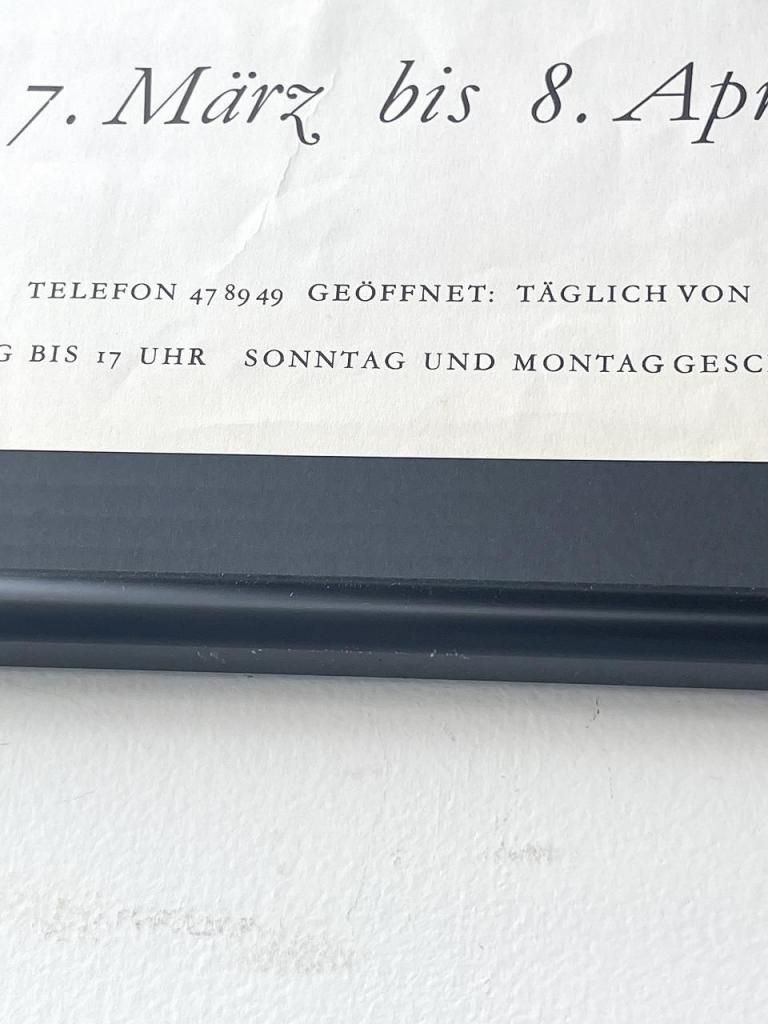 7. März bis 8. Apr
TELEFON 47 89 49 GEÖFFNET: TÄGLICH VON
G BIS 17 UHR SONNTAG UND MONTAG GESC